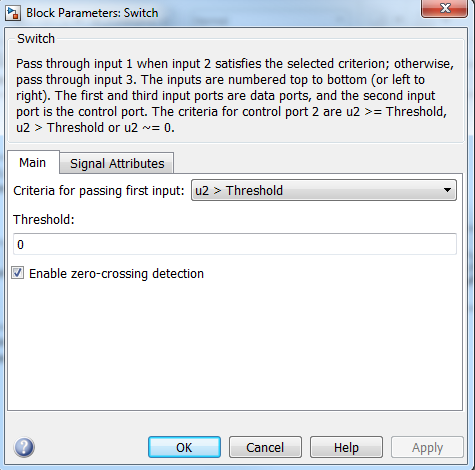 Block Parameters: Switch
Switch
Pass through input 1 when input 2 satisfies the selected criterion; otherwise,
pass through input 3. The inputs are numbered top to bottom (or left to
right). The first and third input ports are data ports, and the second input
port is the control port. The criteria for control port 2 are u2 >= Threshold,
u2 > Threshold or u2 ~= 0.
Main Signal Attributes
Criteria for passing first input: u2 > Threshold
Threshold:
0
Enable zero-crossing detection
OK Cancel Help Apply